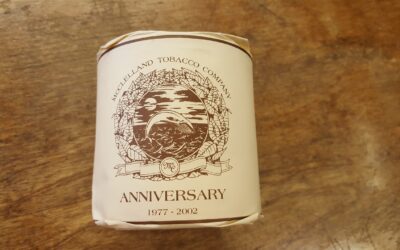 McCLELLAND TOBACCO COMPANY
ANNIVERSARY
1977 - 2002